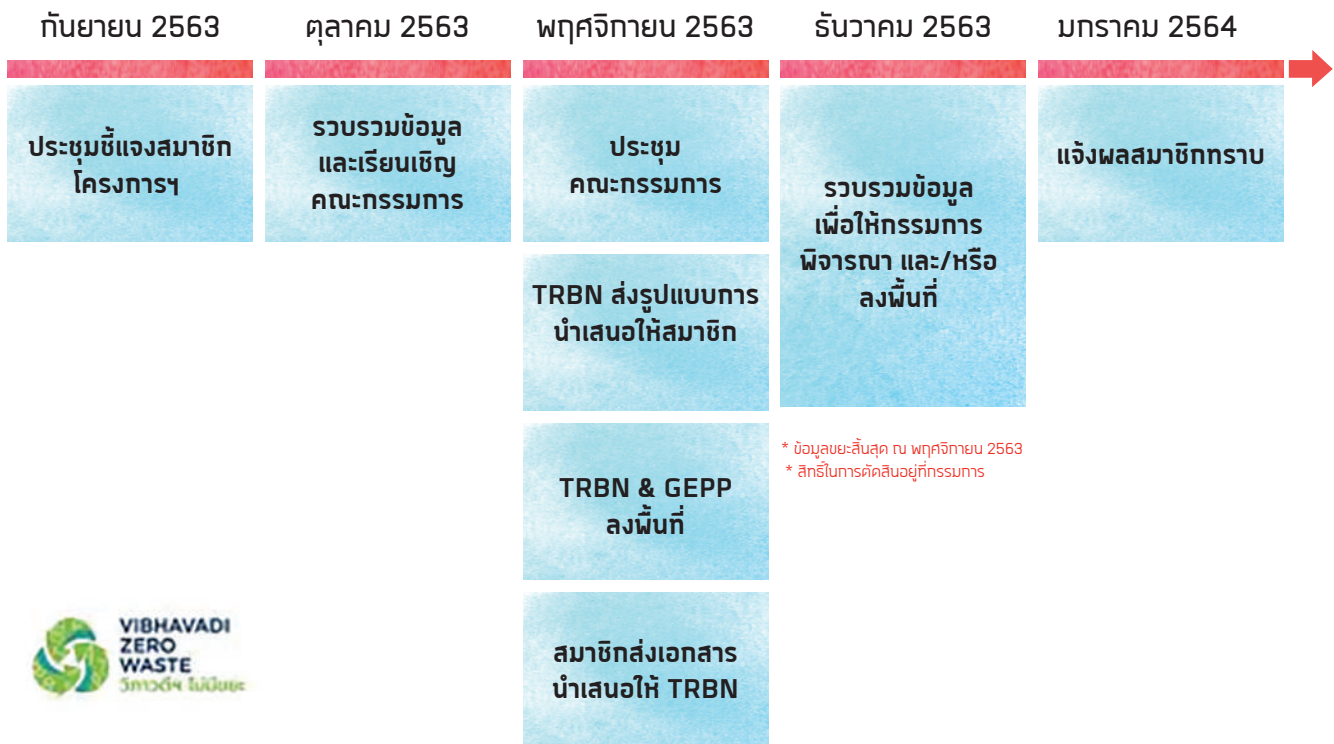 กันยายน 2563
ตุลาคม 2563
พฤศจิกายน 2563
ธันวาคม 2563
มกราคม 2564
ประชุมชี้แจงสมาชิก
โครงการฯ
รวบรวมข้อมูล
และเรียนเชิญ
คณะกรรมการ
ประชุม
คณะกรรมการ
TRBN ส่งรูปแบบการ
นำเสนอให้สมาชิก
TRBN & GEPP
ลงพื้นที่
สมาชิกส่งเอกสาร
นำเสนอให้ TRBN
รวบรวมข้อมูล
เพื่อให้กรรมการ
พิจารณา และ/หรือ
ลงพื้นที่
* ข้อมูลขยะสิ้นสุด ณ พฤศจิกายน 2563
* สิทธิ์ในการตัดสินอยู่ที่กรรมการ
แจ้งผลสมาชิกทราบ
VIBHAVADI
ZERO
WASTE
วิภาวดีฯ ไม่มีขยะ